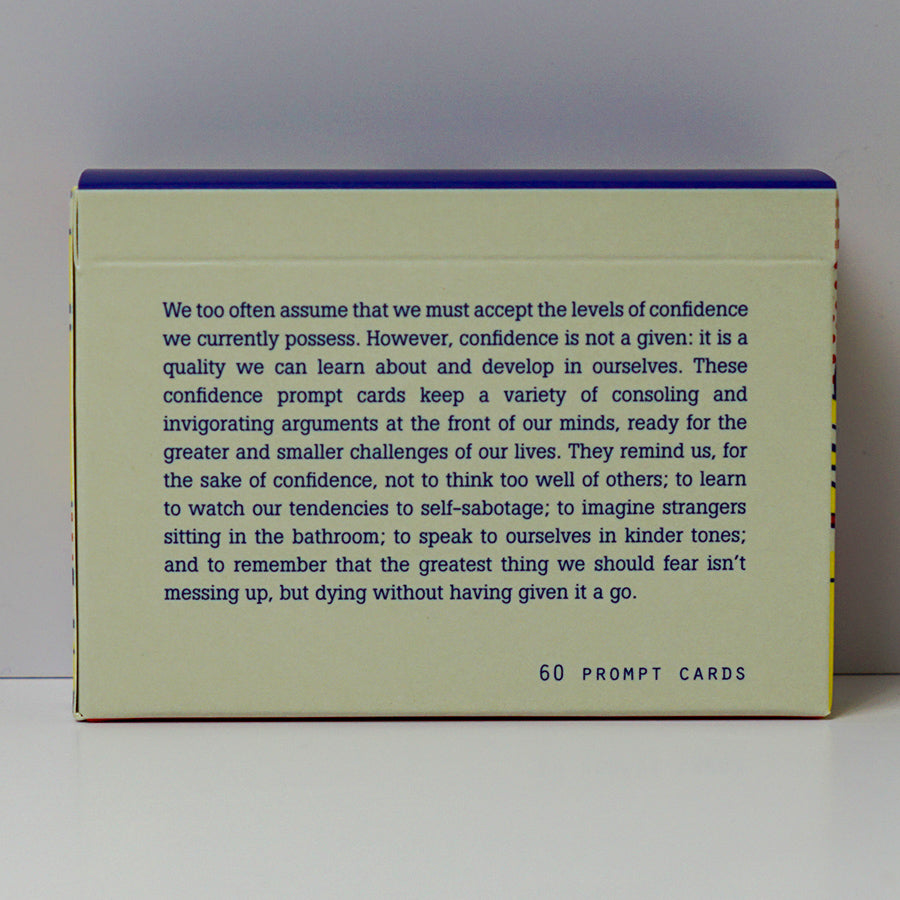 We too often assume that we must accept the levels of confidence
we currently possess. However, confidence is not a given: it is a
quality we can learn about and develop in ourselves. These
confidence prompt cards keep a variety of consoling and
invigorating arguments at the front of our minds, ready for the
greater and smaller challenges of our lives. They remind us, for
the sake of confidence, not to think too well of others; to learn
to watch our tendencies to self-sabotage; to imagine strangers
sitting in the bathroom; to speak to ourselves in kinder tones;
and to remember that the greatest thing we should fear isn't
messing up, but dying without having given it a go.
60 PROMPT CARDS